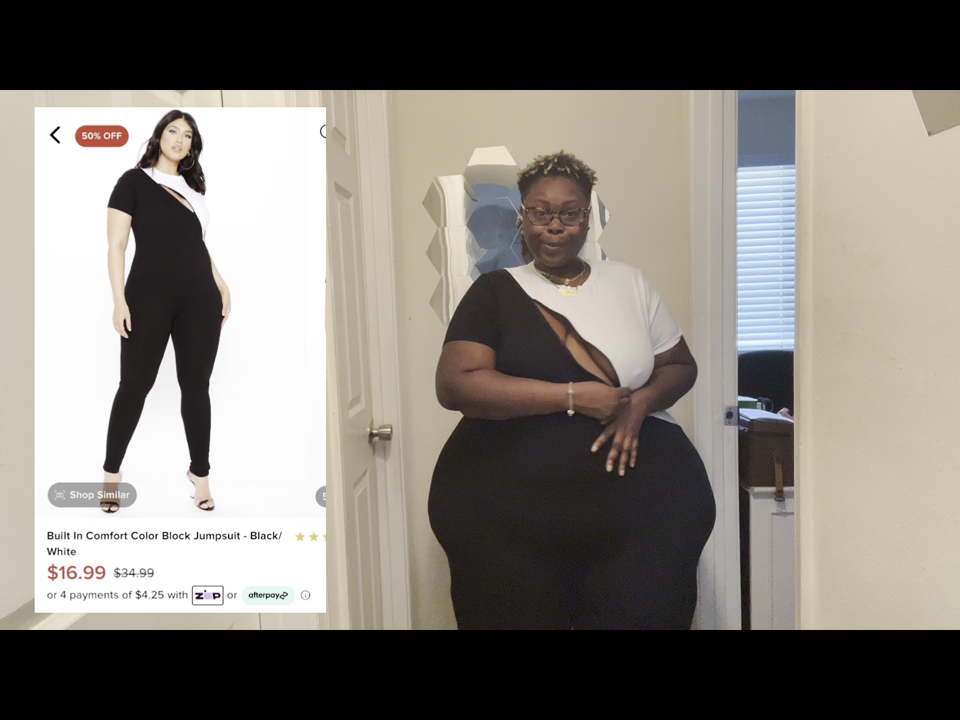 50% OFF
Shop Similar
Built In Comfort Color Block Jumpsuit - Black/
White
$16.99 $34.99
or 4 payments of $4.25 with Zip or afterpay